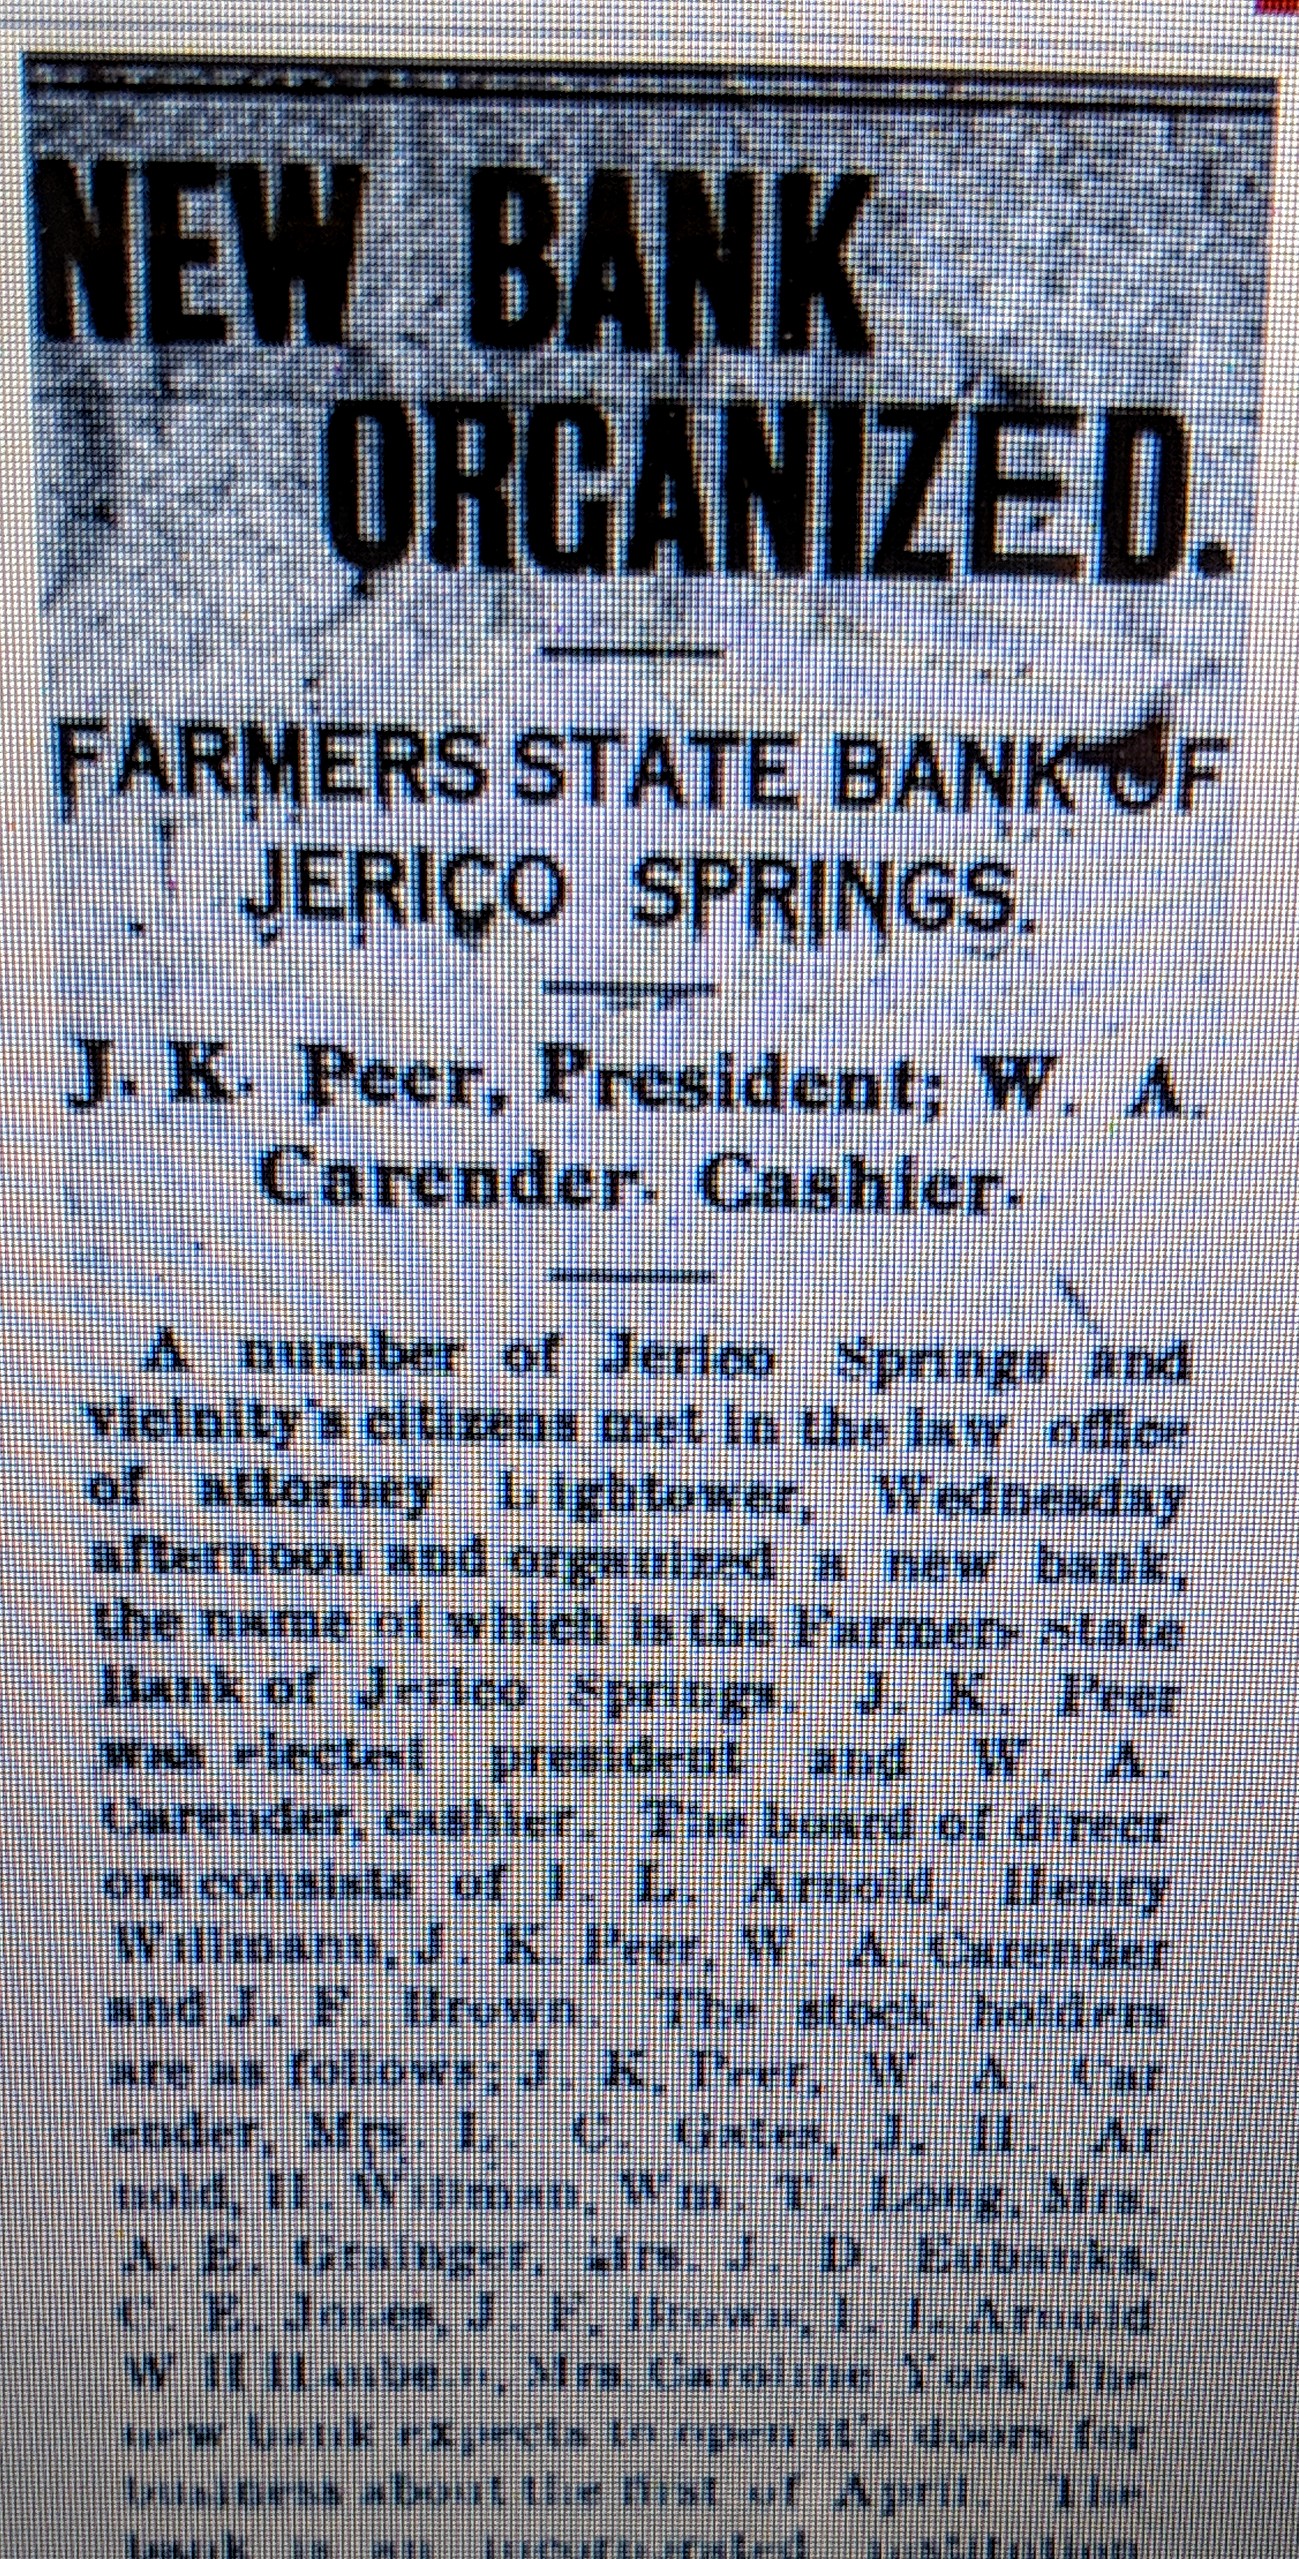 NEW BANK
ORGANIZED.
FARMERS STATE BANK OF
JERICO SPRINGS.
J. K. Peer, President; W. A.
Carender. Cashier.
A number of Jerico Springs and
vicinity's citizens met in the law office
of attorney Lightower, Wednesday
afternoon and organized a new bank,
the name of which is the Farmers State
Bank of Jerico Springs. J. K. Peer
was elected president and W. A.
Carender, cashier. The board of direct
ors consists of L. Arnold, Henry
Willmann, J. K. Peer, W. A. Carender
and J. F. Brown. The stock holders
are as follows; J. K. Peer, W. A. Car
ender, Mrs. L. C. Gates, J. H. Ar
nold, H. Willman, Wm. T. Long, Mrs.
A. E. Grainger, Mrs. J. D. Eubanks,
C. E. Jones, J. F. Brown, I. L. Arnold
W H Mrs Caroline York The
new bank expects to open it's doors for
business about the first of April. The
bank is an incorporated